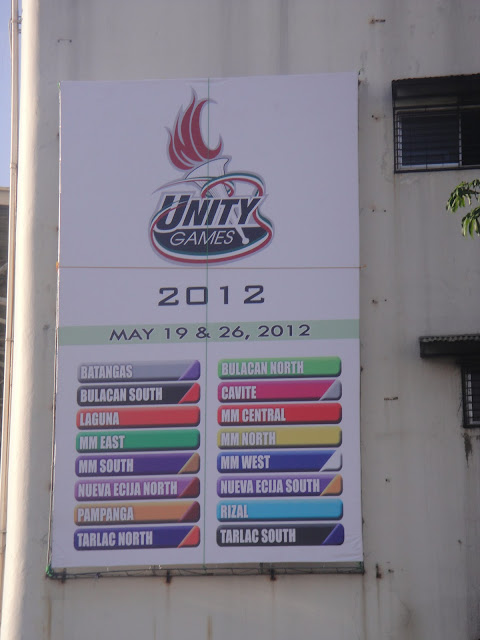 UNITY
GAMES
2012
MAY 19 & 26, 2012
BATANGAS
BULACAN SOUTH
LAGUNA
MM EAST
MM SOUTH
NUEVA ECIJA NORTH
PAMPANGA
TARLAC NORTH
BULACAN NORTH
CAVITE
MM CENTRAL
MM NORTH
MM WEST
NUEVA ECIJA SOUTH
RIZAL
TARLAC SOUTH